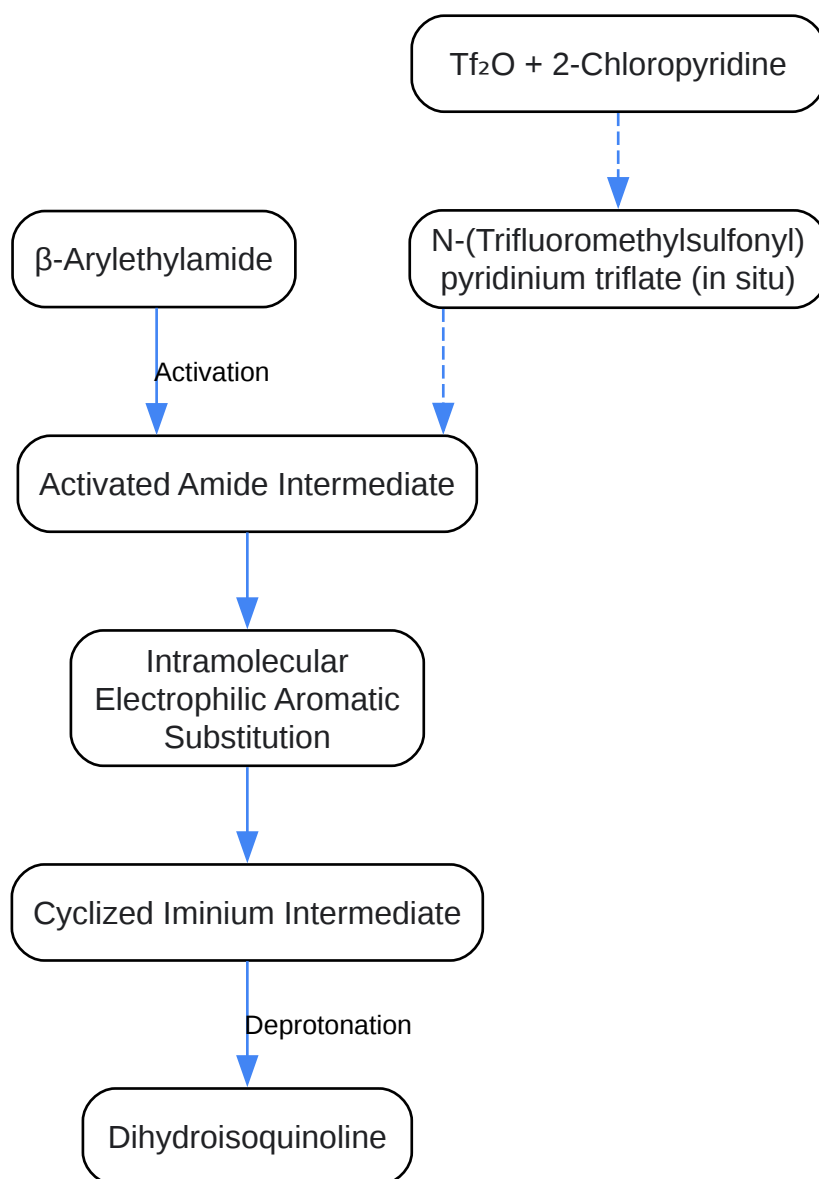 Tf₂O + 2-Chloropyridine
β-Arylethylamide
N-(Trifluoromethylsulfonyl)
pyridinium triflate (in situ)
Activation
Activated Amide Intermediate
Intramolecular
Electrophilic Aromatic
Substitution
Cyclized Iminium Intermediate
Deprotonation
Dihydroisoquinoline